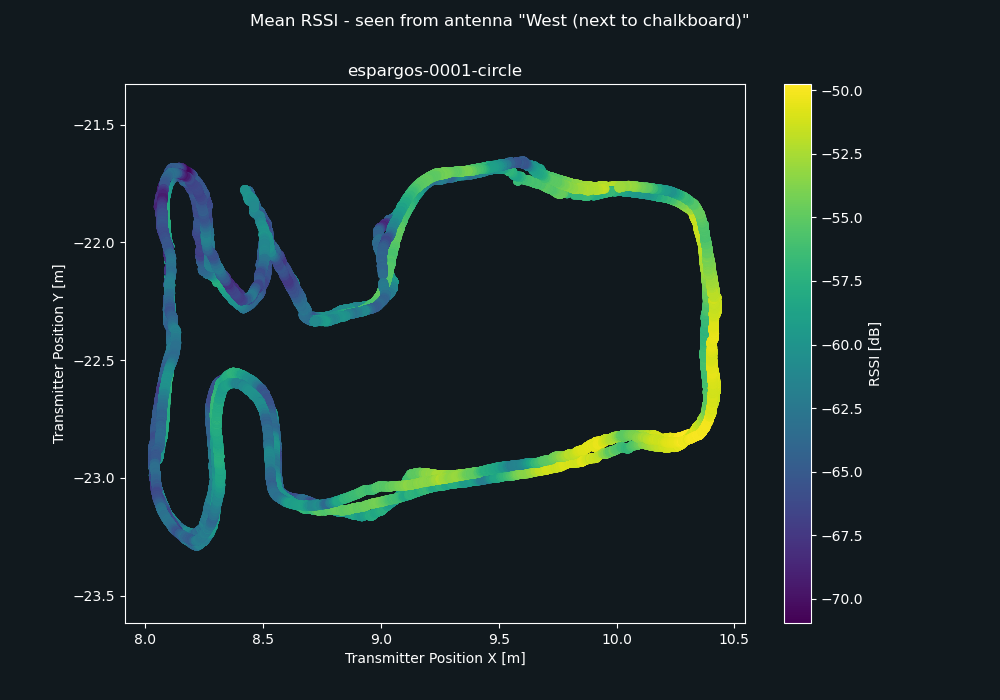 Mean RSSI - seen from antenna "West (next to chalkboard)"
espargos-0001-circle
−21.5
−22.0
−22.5
−23.0
−23.5
Transmitter Position Y [m]
8.0 8.5 9.0 9.5 10.0 10.5
Transmitter Position X [m]
−50.0
−52.5
−55.0
−57.5
−60.0
−62.5
−65.0
−67.5
−70.0
RSSI [dB]